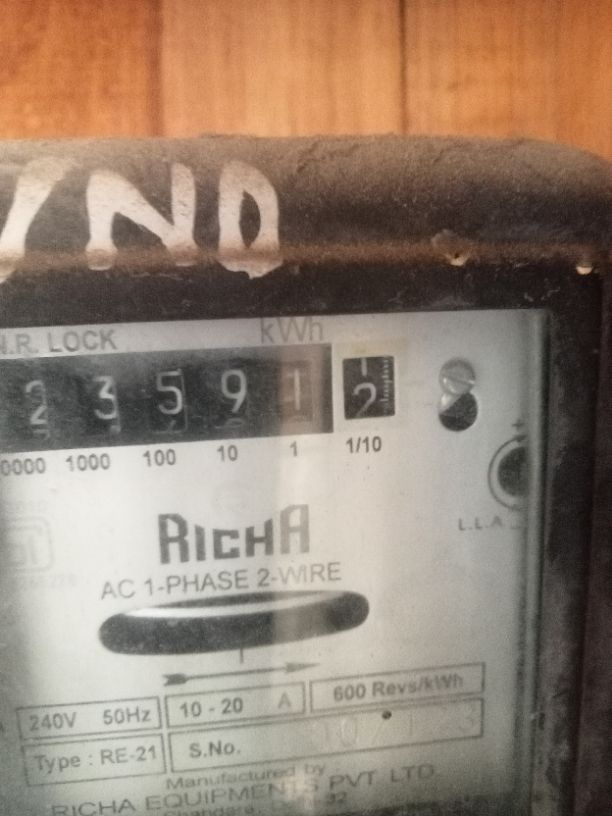 N.R. LOCK kWh
2 3 5 9 1 2
0000 1000 100 10 1 1/10
L.L.A.
RICHA
AC 1-PHASE 2-WIRE
240V 50Hz 10 - 20 A 600 Revs/kWh
Type : RE-21 S.No.
Manufactured by
RICHA EQUIPMENTS PVT. LTD.